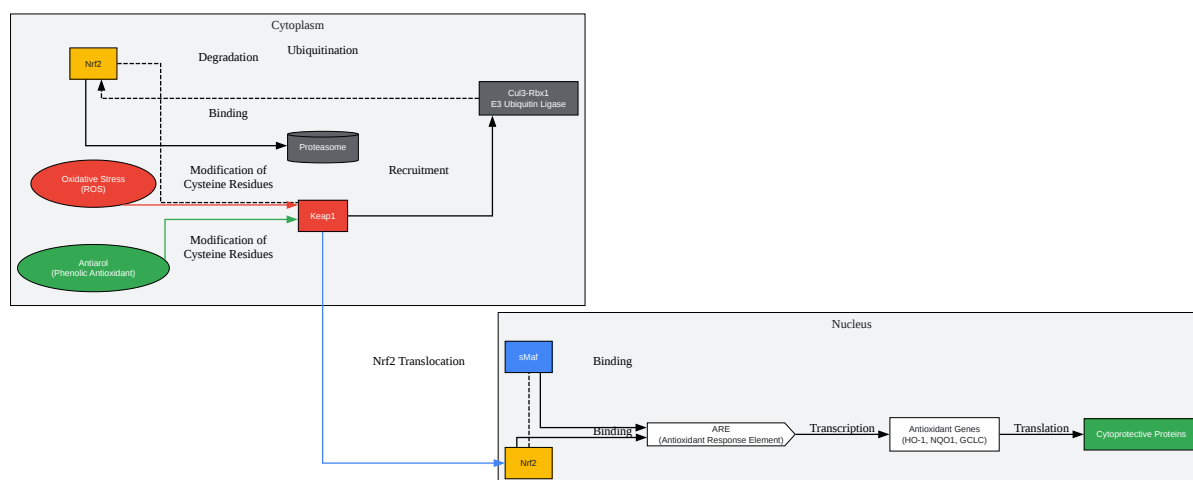 Cytoplasm
Ubiquitination
Degradation
Nrf2
Cul3-Rbx1
E3 Ubiquitin Ligase
Binding
Proteasome
Modification of
Cysteine Residues
Recruitment
Oxidative Stress
(ROS)
Keap1
Modification of
Cysteine Residues
Antiarol
(Phenolic Antioxidant)
Nucleus
sMaf
Nrf2 Translocation
Binding
Binding
ARE
(Antioxidant Response Element)
Transcription
Antioxidant Genes
(HO-1, NQO1, GCLC)
Translation
Cytoprotective Proteins
Nrf2